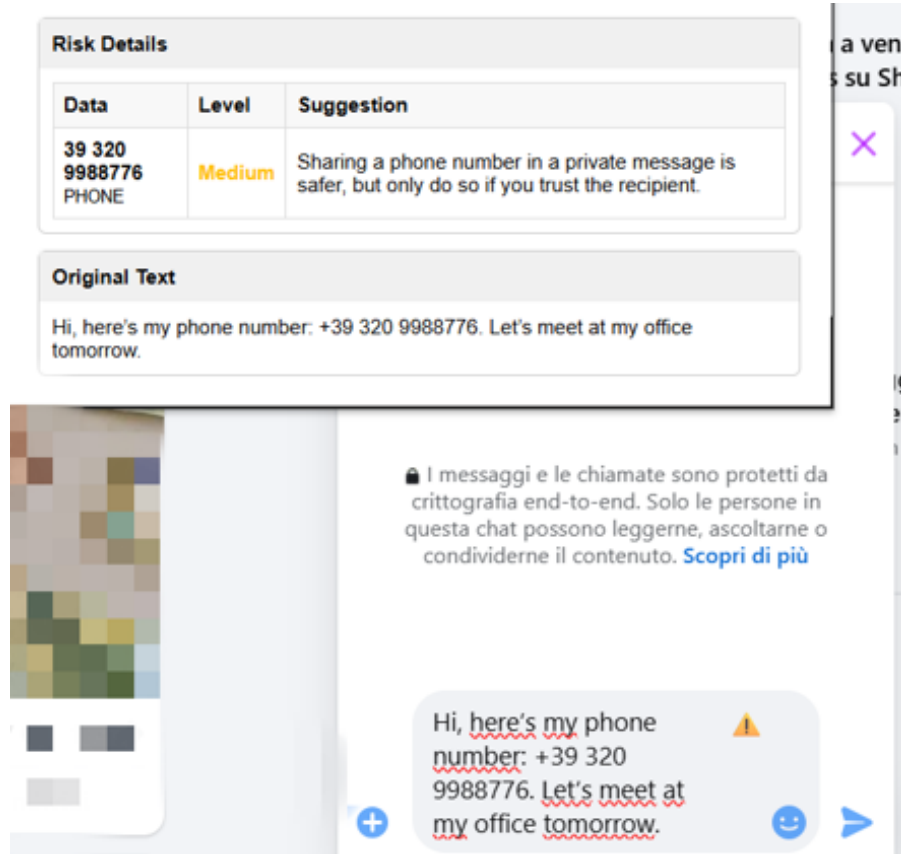 Risk Details
Data Level Suggestion
39 320
9988776
PHONE
Medium
Sharing a phone number in a private message is
safer, but only do so if you trust the recipient.
Original Text
Hi, here's my phone number: +39 320 9988776. Let's meet at my office
tomorrow.
a ven
su Sh
I messaggi e le chiamate sono protetti da
crittografia end-to-end. Solo le persone in
questa chat possono leggerne, ascoltarne o
condividerne il contenuto. Scopri di più
Hi, here's my phone
number: +39 320
9988776. Let's meet at
my office tomorrow.